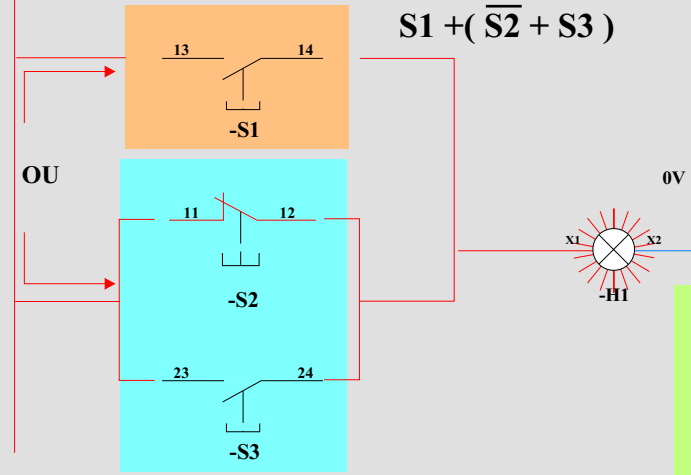 S1 +( S2̅ + S3 )
13 14
-S1
OU
0V
11 12
X1 X2
-S2
-H1
23 24
-S3